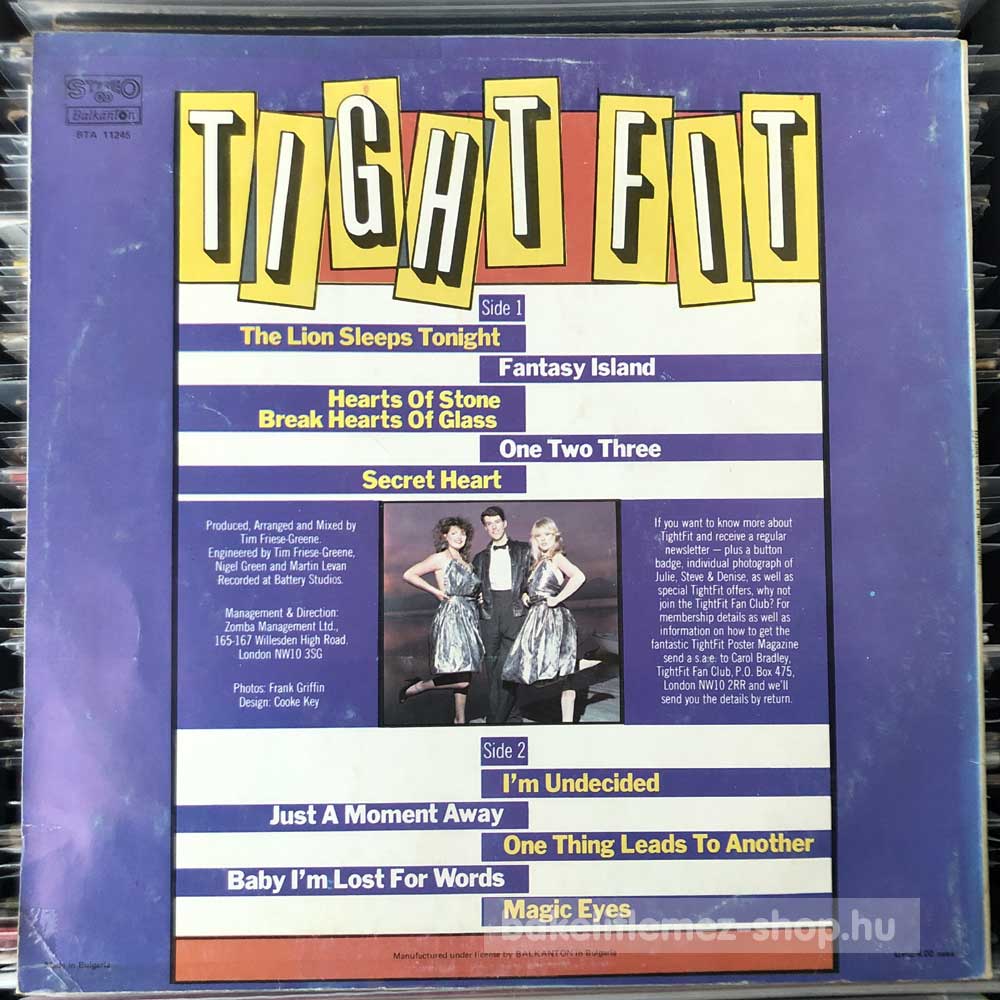 STEREO
Balkanton
BTA 11245
TIGHT FIT
Side 1
The Lion Sleeps Tonight
Fantasy Island
Hearts Of Stone
Break Hearts Of Glass
One Two Three
Secret Heart
Produced, Arranged and Mixed by
Tim Friese-Greene.
Engineered by Tim Friese-Greene,
Nigel Green and Martin Levan
Recorded at Battery Studios.
Management & Direction:
Zomba Management Ltd.,
165-167 Willesden High Road.
London NW10 3SG
Photos: Frank Griffin
Design: Cooke Key
If you want to know more about
TightFit and receive a regular
newsletter — plus a button
badge, individual photograph of
Julie, Steve & Denise, as well as
special TightFit offers, why not
join the TightFit Fan Club? For
membership details as well as
information on how to get the
fantastic TightFit Poster Magazine
send a s.a.e. to Carol Bradley,
TightFit Fan Club, P.O. Box 475,
London NW10 2RR and we'll
send you the details by return.
Side 2
I'm Undecided
Just A Moment Away
One Thing Leads To Another
Baby I'm Lost For Words
Magic Eyes
bakelitlemez-shop.hu
Manufactured under license by BALKANTON in Bulgaria
Made in Bulgaria